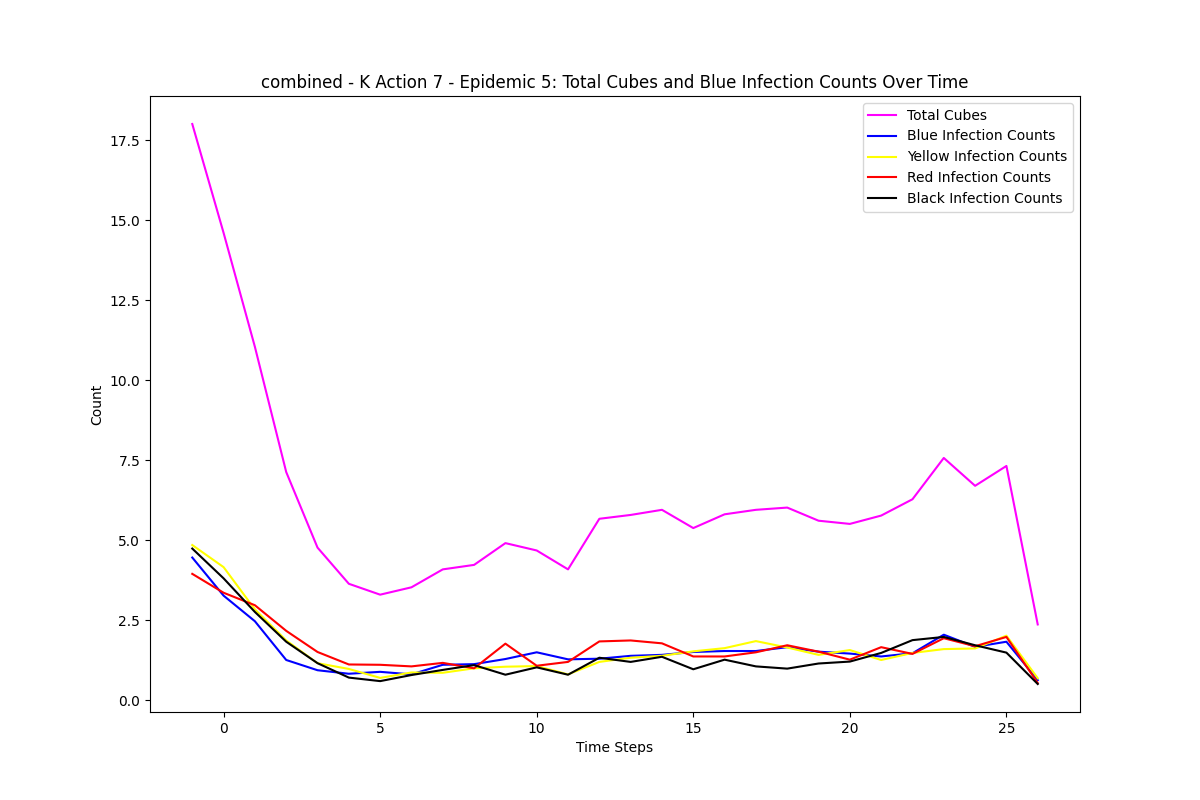 combined - K Action 7 - Epidemic 5: Total Cubes and Blue Infection Counts Over Time
Total Cubes
Blue Infection Counts
Yellow Infection Counts
Red Infection Counts
Black Infection Counts
17.5
15.0
12.5
10.0
7.5
5.0
2.5
0.0
Count
0 5 10 15 20 25
Time Steps